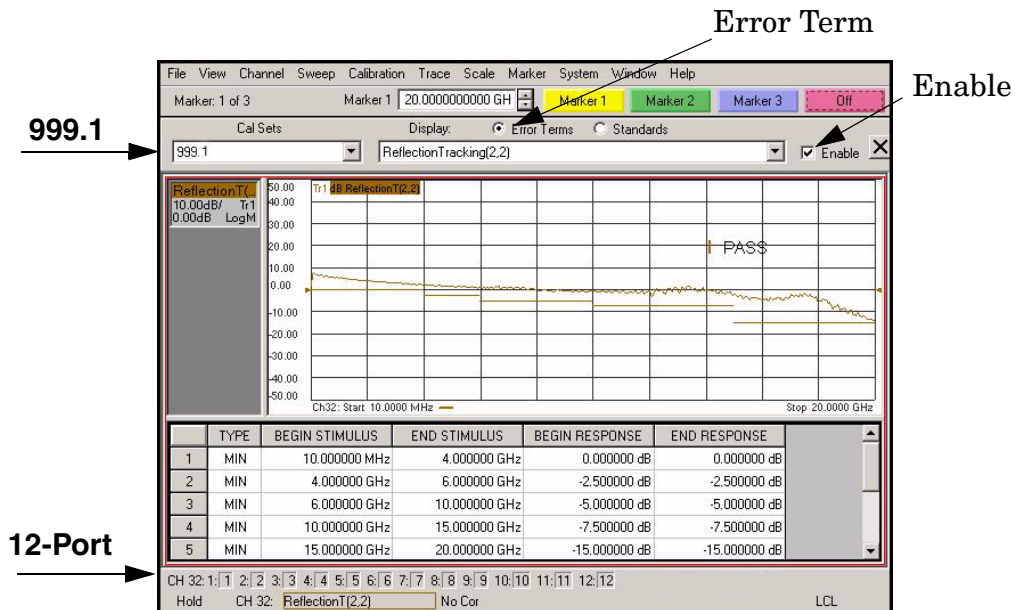 Error Term
Enable
999.1
12-Port
File View Channel Sweep Calibration Trace Scale Marker System Window Help
Marker: 1 of 3 Marker 1 20.0000000000 GH Marker 1 Marker 2 Marker 3 Off
Cal Sets Display: Error Terms Standards
999.1 ReflectionTracking(2,2) Enable
ReflectionT(...
10.00dB/ Tr1
0.00dB LogM
50.00
40.00
30.00
20.00
10.00
0.00
-10.00
-20.00
-30.00
-40.00
-50.00
Tr1 dB ReflectionT(2,2)
PASS
Ch32: Start 10.0000 MHz Stop 20.0000 GHz
TYPE BEGIN STIMULUS END STIMULUS BEGIN RESPONSE END RESPONSE
1 MIN 10.000000 MHz 4.000000 GHz 0.000000 dB 0.000000 dB
2 MIN 4.000000 GHz 6.000000 GHz -2.500000 dB -2.500000 dB
3 MIN 6.000000 GHz 10.000000 GHz -5.000000 dB -5.000000 dB
4 MIN 10.000000 GHz 15.000000 GHz -7.500000 dB -7.500000 dB
5 MIN 15.000000 GHz 20.000000 GHz -15.000000 dB -15.000000 dB
CH 32: 1: 1 2: 2 3: 3 4: 4 5: 5 6: 6 7: 7 8: 8 9: 9 10: 10 11: 11 12: 12
Hold CH 32: ReflectionT(2,2) No Cor LCL